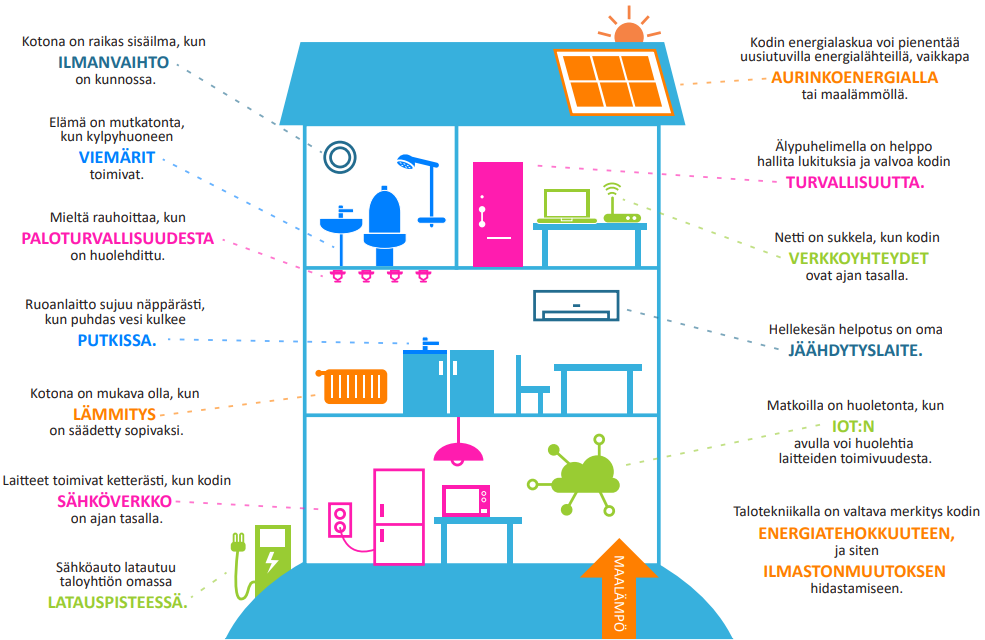 Kotona on raikas sisäilma, kun
ILMANVAIHTO
on kunnossa.
Elämä on mutkatonta,
kun kylpyhuoneen
VIEMÄRIT
toimivat.
Mieltä rauhoittaa, kun
PALOTURVALLISUUDESTA
on huolehdittu.
Ruoanlaitto sujuu näppärästi,
kun puhdas vesi kulkee
PUTKISSA.
Kotona on mukava olla, kun
LÄMMITYS
on säädetty sopivaksi.
Laitteet toimivat ketterästi, kun kodin
SÄHKÖVERKKO
on ajan tasalla.
Sähköauto latautuu
taloyhtiön omassa
LATAUSPISTEESSÄ.
Kodin energialaskua voi pienentää
uusiutuvilla energialähteillä, vaikkapa
AURINKOENERGIALLA
tai maalämmöllä.
Älypuhelimella on helppo
hallita lukituksia ja valvoa kodin
TURVALLISUUTTA.
Netti on sukkela, kun kodin
VERKKOYHTEYDET
ovat ajan tasalla.
Hellekesän helpotus on oma
JÄÄHDYTYSLAITE.
Matkoilla on huoletonta, kun
IOT:N
avulla voi huolehtia
laitteiden toimivuudesta.
Talotekniikalla on valtava merkitys kodin
ENERGIATEHOKKUUTEEN,
ja siten
ILMASTONMUUTOKSEN
hidastamiseen.
MAALÄMPÖ